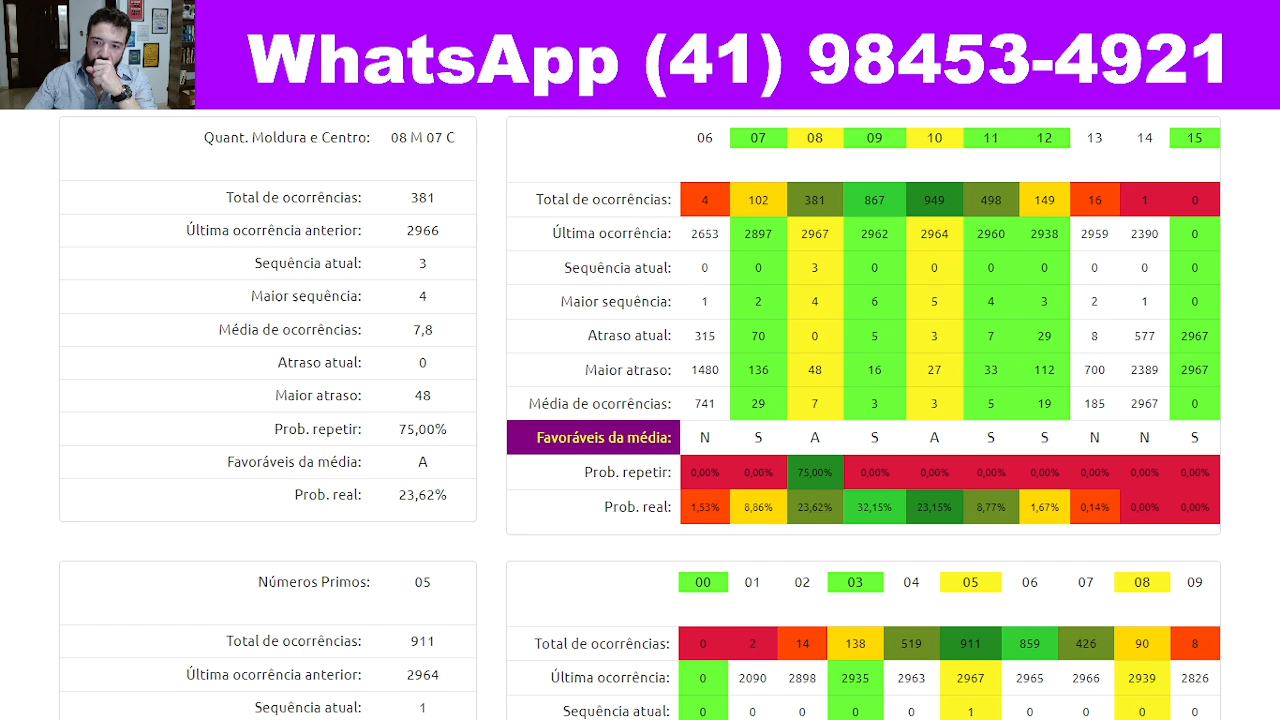 WhatsApp (41) 98453-4921
Quant. Moldura e Centro: 08 M 07 C
Total de ocorrências: 381
Última ocorrência anterior: 2966
Sequência atual: 3
Maior sequência: 4
Média de ocorrências: 7,8
Atraso atual: 0
Maior atraso: 48
Prob. repetir: 75,00%
Favoráveis da média: A
Prob. real: 23,62%
06 07 08 09 10 11 12 13 14 15
Total de ocorrências: 4 102 381 867 949 498 149 16 1 0
Última ocorrência: 2653 2897 2967 2962 2964 2960 2938 2959 2390 0
Sequência atual: 0 0 3 0 0 0 0 0 0 0
Maior sequência: 1 2 4 6 5 4 3 2 1 0
Atraso atual: 315 70 0 5 3 7 29 8 577 2967
Maior atraso: 1480 136 48 16 27 33 112 700 2389 2967
Média de ocorrências: 741 29 7 3 3 5 19 185 2967 0
Favoráveis da média: N S A S A S S N N S
Prob. repetir: 0,00% 0,00% 75,00% 0,00% 0,00% 0,00% 0,00% 0,00% 0,00% 0,00%
Prob. real: 1,53% 8,86% 23,62% 32,15% 23,15% 8,77% 1,67% 0,14% 0,00% 0,00%
Números Primos: 05
Total de ocorrências: 911
Última ocorrência anterior: 2964
Sequência atual: 1
00 01 02 03 04 05 06 07 08 09
Total de ocorrências: 0 2 14 138 519 911 859 426 90 8
Última ocorrência: 0 2090 2898 2935 2963 2967 2965 2966 2939 2826
Sequência atual: 0 0 0 0 0 1 0 0 0 0